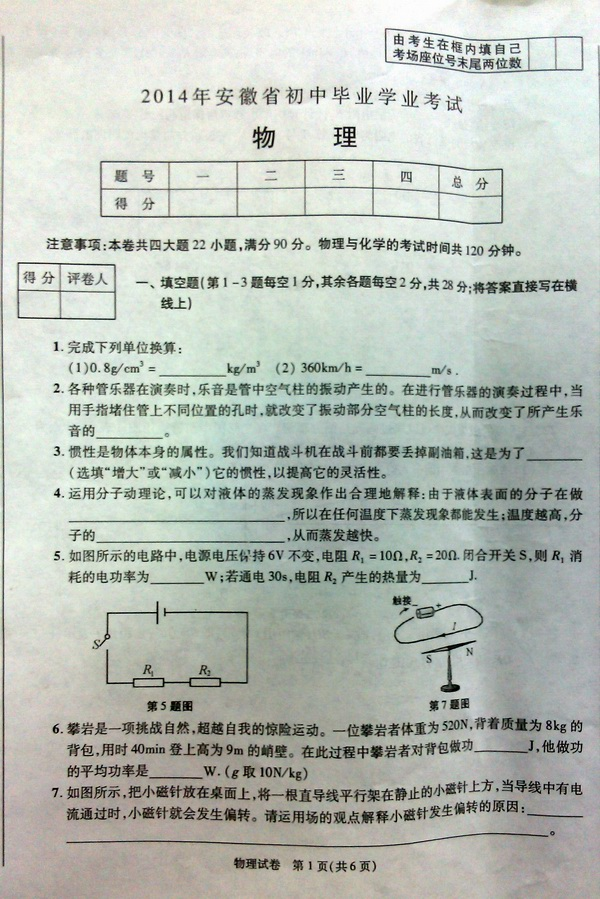 由考生在框内填自己
考场座位号末尾两位数
2014年安徽省初中毕业学业考试
物 理
题 号 一 二 三 四 总 分
得 分
注意事项:本卷共四大题22小题,满分90分。物理与化学的考试时间共120分钟。
得 分 评卷人
一、填空题(第1-3题每空1分,其余各题每空2分,共28分;将答案直接写在横
线上)
1. 完成下列单位换算:
(1)0.8g/cm³ = ________ kg/m³ (2) 360km/h = ________ m/s .
2. 各种管乐器在演奏时,乐音是管中空气柱的振动产生的。在进行管乐器的演奏过程中,当
用手指堵住管上不同位置的孔时,就改变了振动部分空气柱的长度,从而改变了所产生乐
音的________。
3. 惯性是物体本身的属性。我们知道战斗机在战斗前都要丢掉副油箱,这是为了________
(选填“增大”或“减小”)它的惯性,以提高它的灵活性。
4. 运用分子动理论,可以对液体的蒸发现象作出合理地解释:由于液体表面的分子在做
________,所以在任何温度下蒸发现象都能发生;温度越高,分
子的________,从而蒸发越快。
5. 如图所示的电路中,电源电压保持6V不变,电阻R₁=10Ω,R₂=20Ω.闭合开关S,则R₁消
耗的电功率为________W;若通电30s,电阻R₂产生的热量为________J.
触接
S
R₁ R₂
I
S N
第5题图 第7题图
6. 攀岩是一项挑战自然,超越自我的惊险运动。一位攀岩者体重为520N,背着质量为8kg的
背包,用时40min登上高为9m的峭壁。在此过程中攀岩者对背包做功________J,他做功
的平均功率是________W.(g取10N/kg)
7. 如图所示,把小磁针放在桌面上,将一根直导线平行架在静止的小磁针上方,当导线中有电
流通过时,小磁针就会发生偏转。请运用场的观点解释小磁针发生偏转的原因:________
________。
物理试卷 第1页(共6页)